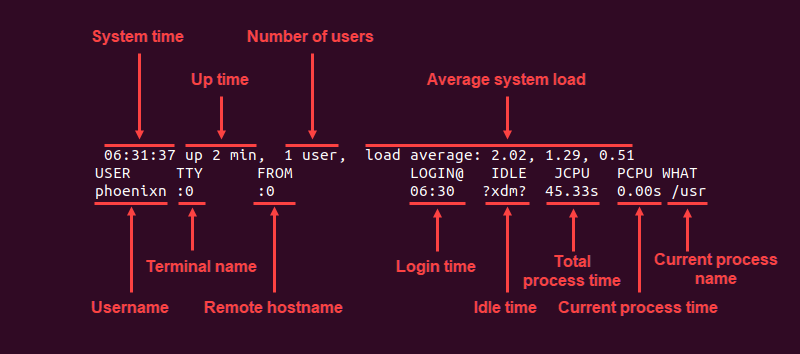 System time
Number of users
Up time
Average system load
06:31:37 up 2 min, 1 user, load average: 2.02, 1.29, 0.51
USER TTY FROM LOGIN@ IDLE JCPU PCPU WHAT
phoenixn :0 :0 06:30 ?xdm? 45.33s 0.00s /usr
Terminal name
Login time
Total
process time
Current process
name
Username
Remote hostname
Idle time
Current process time